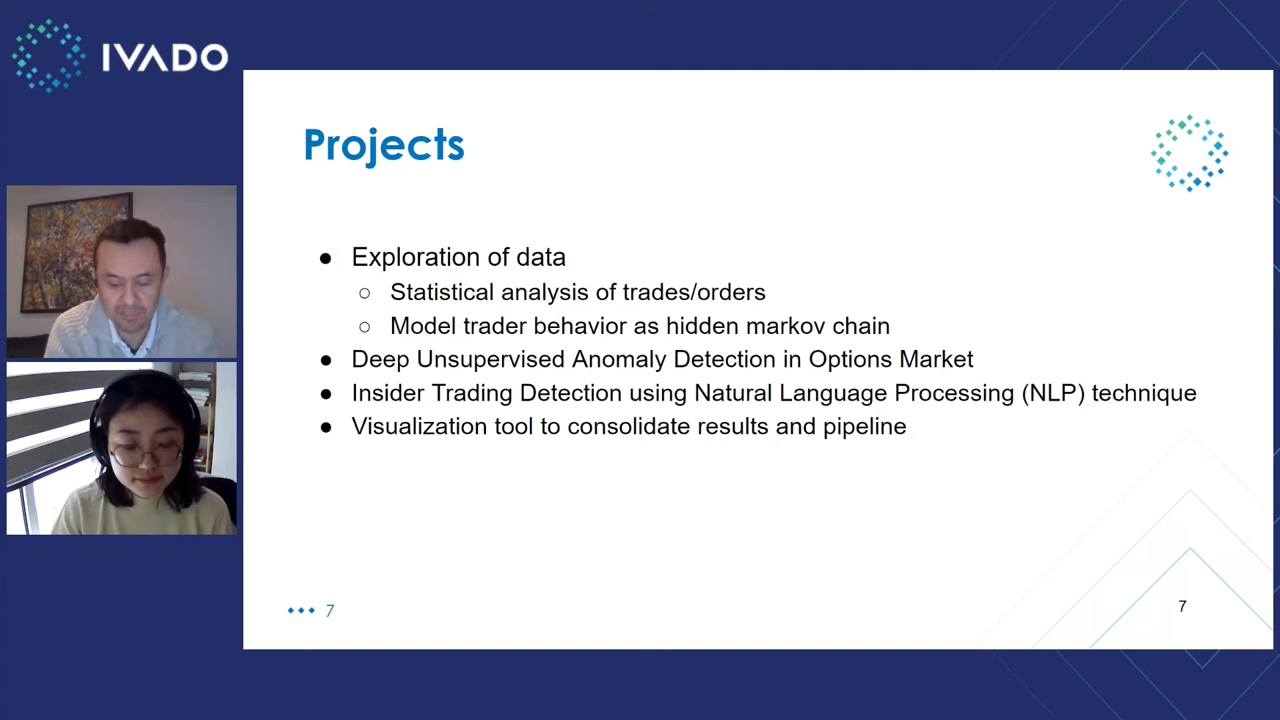 IVADO
Projects
● Exploration of data
○ Statistical analysis of trades/orders
○ Model trader behavior as hidden markov chain
● Deep Unsupervised Anomaly Detection in Options Market
● Insider Trading Detection using Natural Language Processing (NLP) technique
● Visualization tool to consolidate results and pipeline
7
7